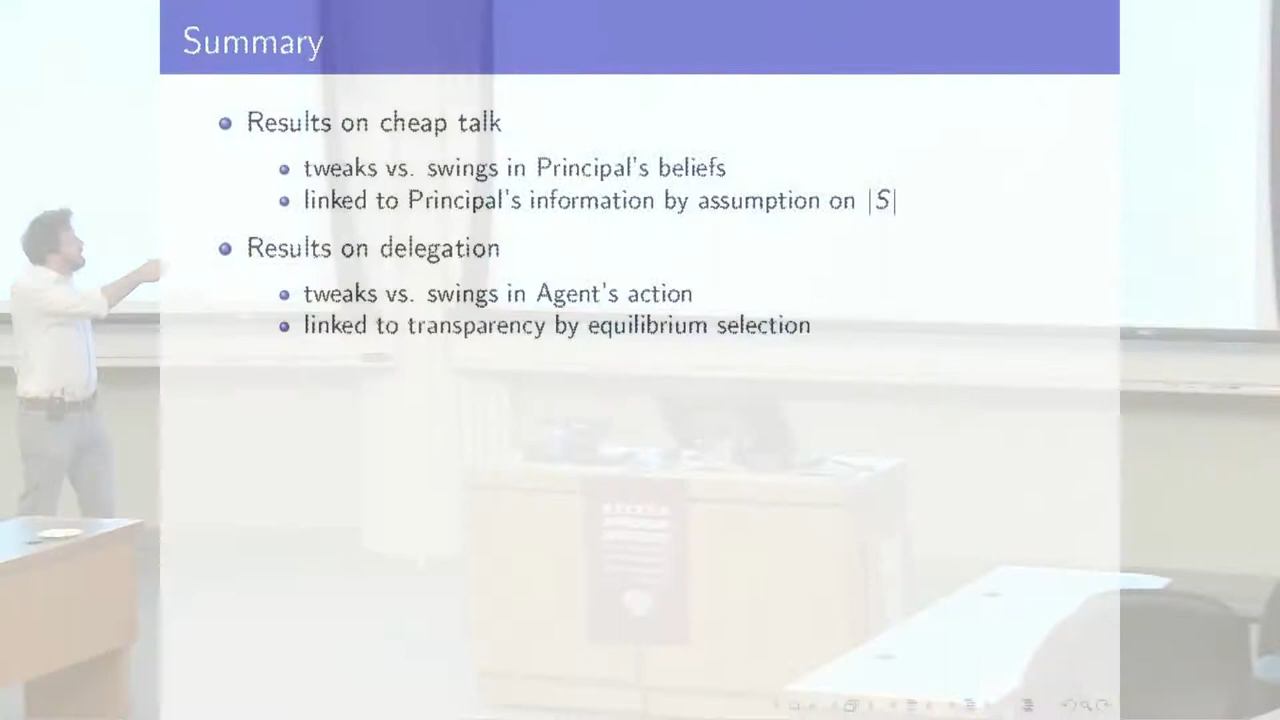 Summary
Results on cheap talk
tweaks vs. swings in Principal's beliefs
linked to Principal's information by assumption on |S|
Results on delegation
tweaks vs. swings in Agent's action
linked to transparency by equilibrium selection